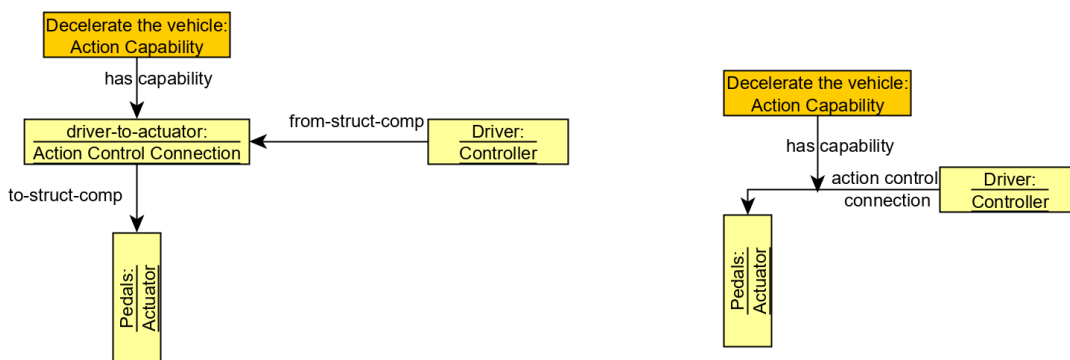 Decelerate the vehicle:
Action Capability
has capability
driver-to-actuator:
Action Control Connection
from-struct-comp
Driver:
Controller
to-struct-comp
Pedals:
Actuator
Decelerate the vehicle:
Action Capability
has capability
action control
connection
Driver:
Controller
Pedals:
Actuator